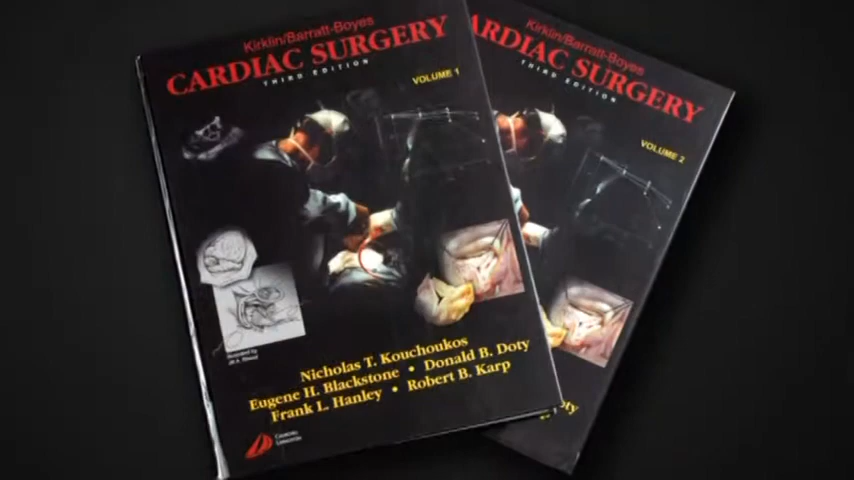 Kirklin/Barratt-Boyes
CARDIAC SURGERY
THIRD EDITION
VOLUME 1
Nicholas T. Kouchoukos
Eugene H. Blackstone • Donald B. Doty
Frank L. Hanley • Robert B. Karp
Kirklin/Barratt-Boyes
CARDIAC SURGERY
THIRD EDITION
VOLUME 2
oty